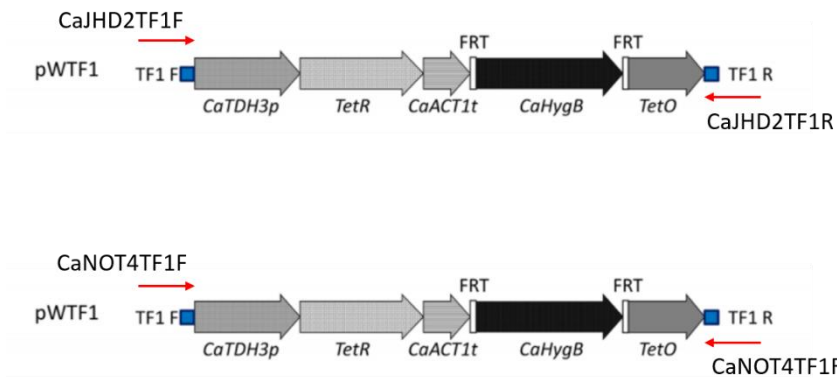 CaJHD2TF1F
FRT FRT
pWTF1 TF1 F TF1 R
CaTDH3p TetR CaACT1t CaHygB TetO
CaJHD2TF1R
CaNOT4TF1F
FRT FRT
pWTF1 TF1 F TF1 R
CaTDH3p TetR CaACT1t CaHygB TetO
CaNOT4TF1F